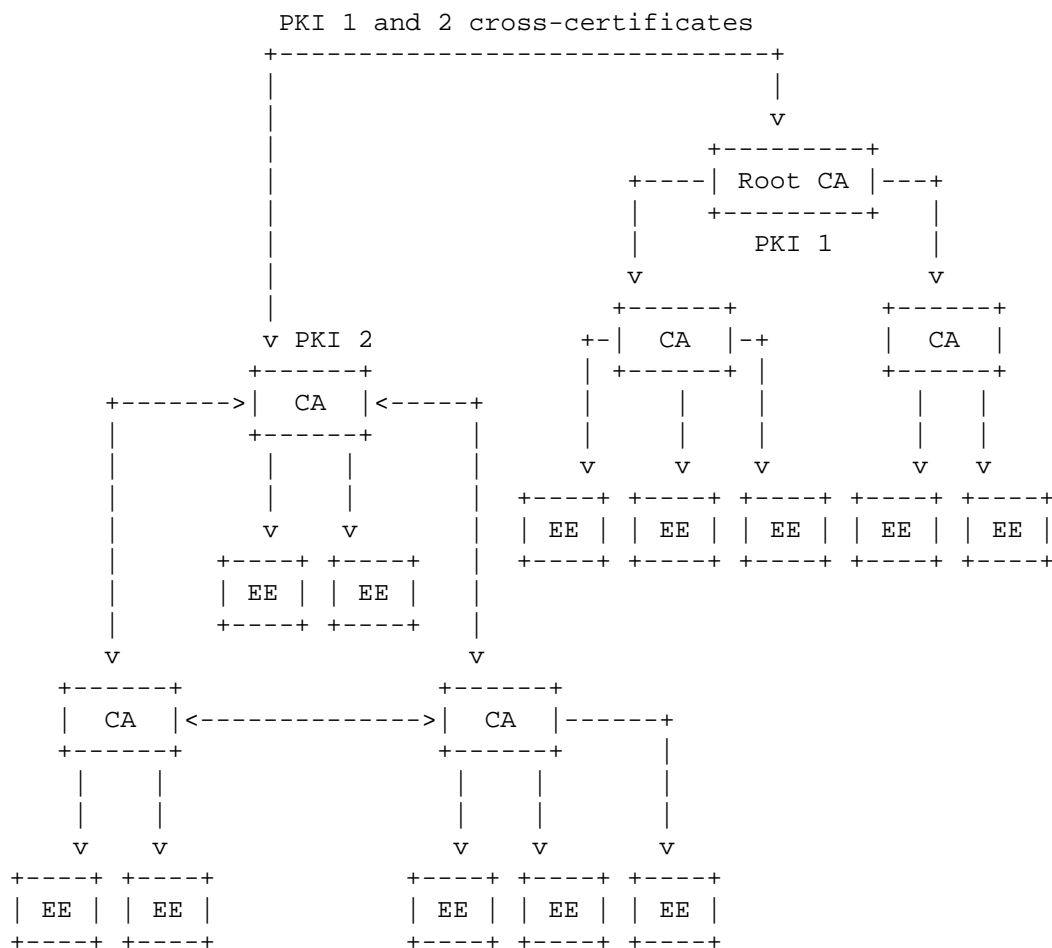 PKI 1 and 2 cross-certificates
Root CA
PKI 1
PKI 2
CA
CA
CA
EE EE EE EE EE
EE EE
CA
CA
EE EE
EE EE EE